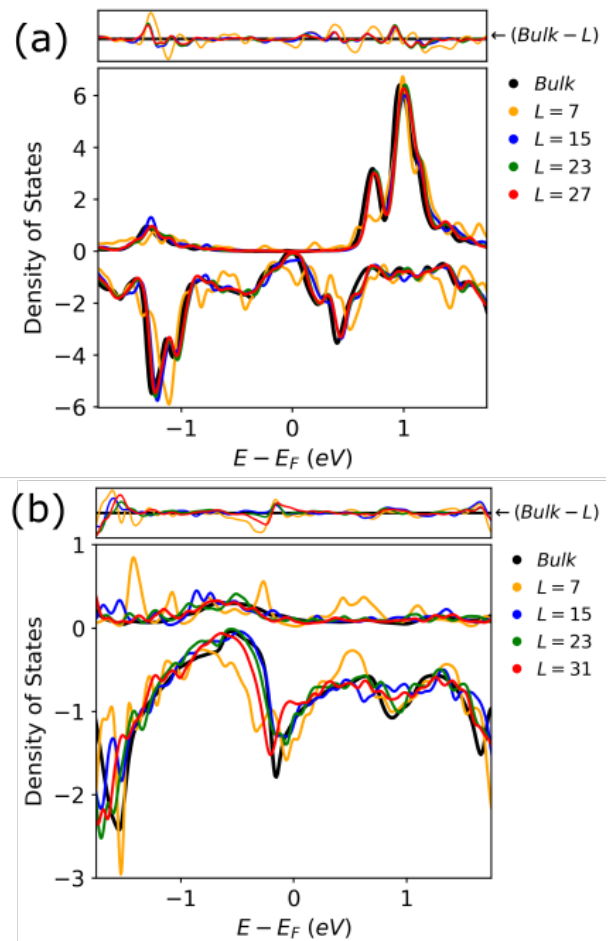 (a)
← (Bulk − L)
Density of States
6
4
2
0
−2
−4
−6
Bulk
L = 7
L = 15
L = 23
L = 27
−1
0
1
E − E_F (eV)
(b)
← (Bulk − L)
Density of States
1
0
−1
−2
−3
Bulk
L = 7
L = 15
L = 23
L = 31
−1
0
1
E − E_F (eV)